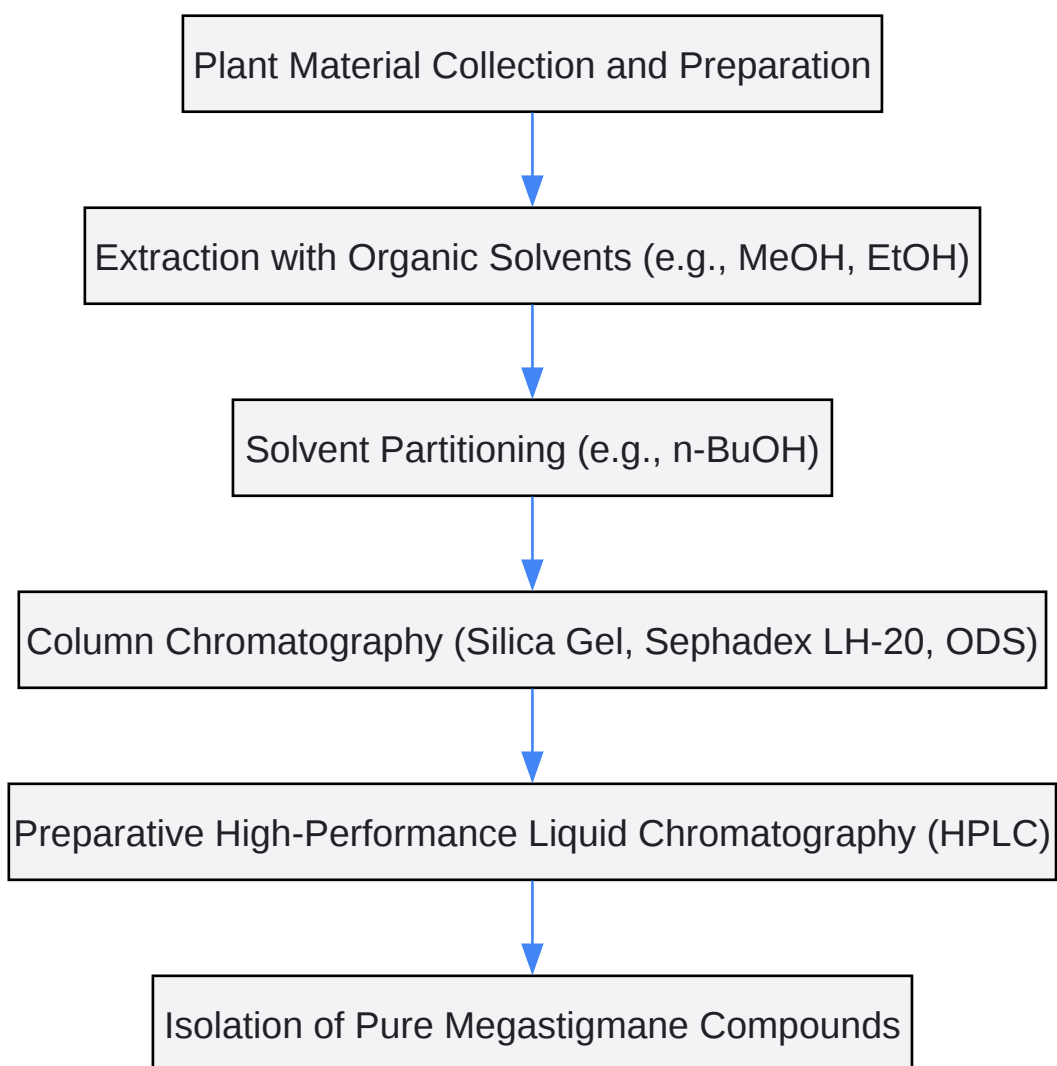 Plant Material Collection and Preparation
Extraction with Organic Solvents (e.g., MeOH, EtOH)
Solvent Partitioning (e.g., n-BuOH)
Column Chromatography (Silica Gel, Sephadex LH-20, ODS)
Preparative High-Performance Liquid Chromatography (HPLC)
Isolation of Pure Megastigmane Compounds